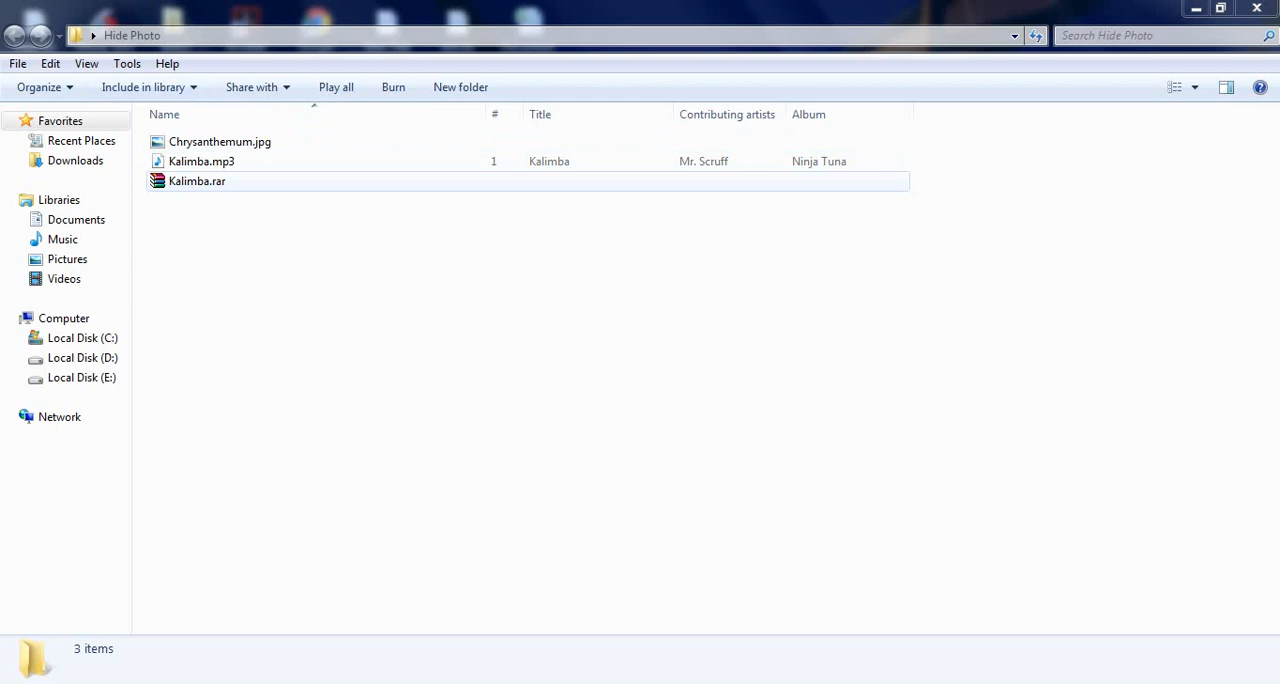 Hide Photo
Search Hide Photo
File Edit View Tools Help
Organize Include in library Share with Play all Burn New folder
Name # Title Contributing artists Album
Chrysanthemum.jpg
Kalimba.mp3 1 Kalimba Mr. Scruff Ninja Tuna
Kalimba.rar
Favorites
Recent Places
Downloads
Libraries
Documents
Music
Pictures
Videos
Computer
Local Disk (C:)
Local Disk (D:)
Local Disk (E:)
Network
3 items